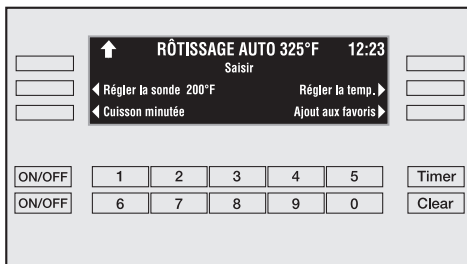 RÔTISSAGE AUTO 325°F 12:23
Saisir
Régler la sonde 200°F Régler la temp.
Cuisson minutée Ajout aux favoris
ON/OFF 1 2 3 4 5 Timer
ON/OFF 6 7 8 9 0 Clear